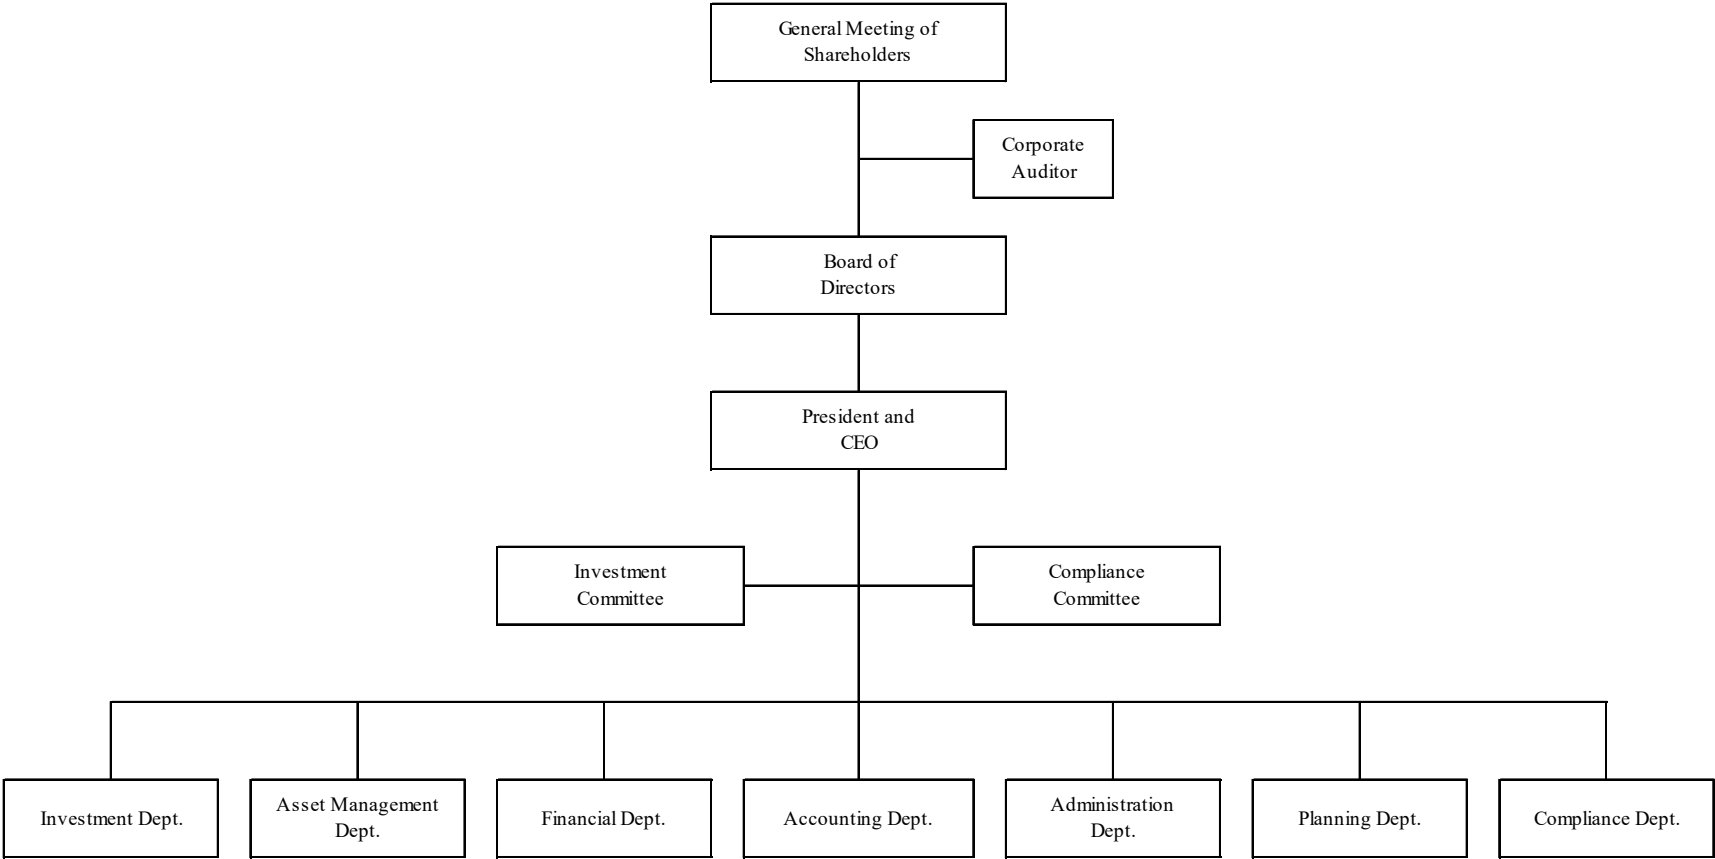 General Meeting of
Shareholders
Corporate
Auditor
Board of
Directors
President and
CEO
Investment
Committee
Compliance
Committee
Investment Dept.
Asset Management
Dept.
Financial Dept.
Accounting Dept.
Administration
Dept.
Planning Dept.
Compliance Dept.